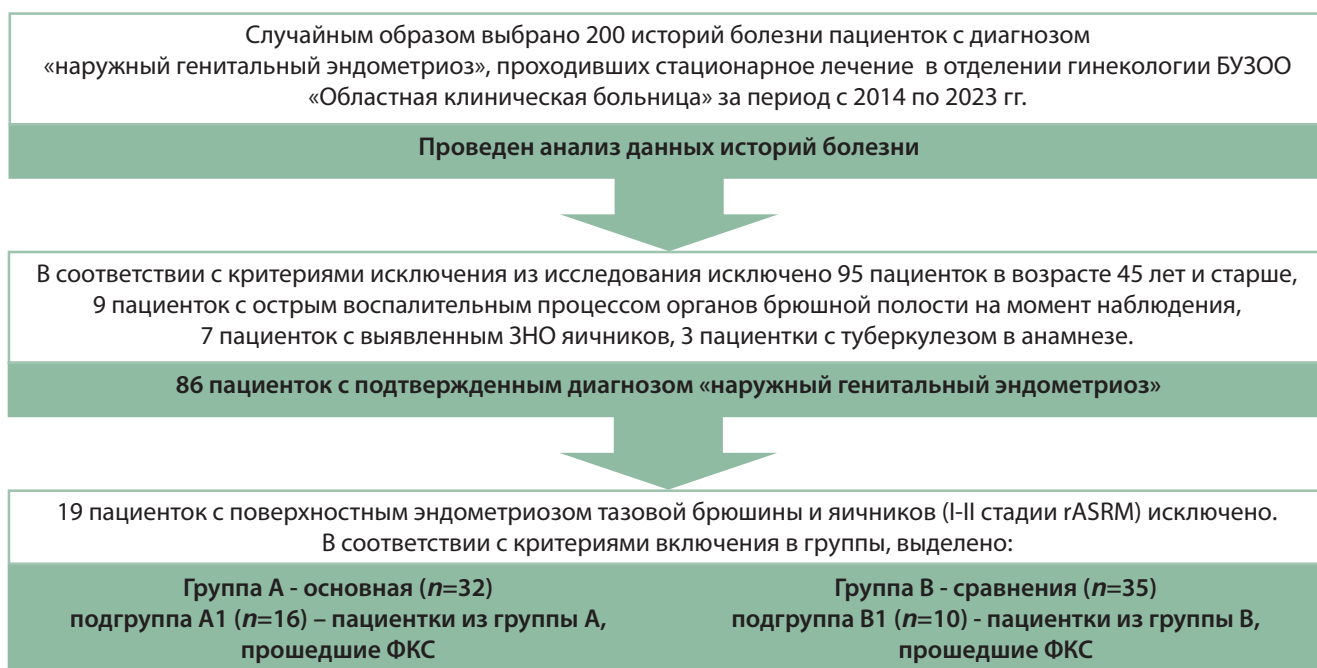 Случайным образом выбрано 200 историй болезни пациенток с диагнозом
«наружный генитальный эндометриоз», проходивших стационарное лечение в отделении гинекологии БУЗОО
«Областная клиническая больница» за период с 2014 по 2023 гг.
Проведен анализ данных историй болезни
В соответствии с критериями исключения из исследования исключено 95 пациенток в возрасте 45 лет и старше,
9 пациенток с острым воспалительным процессом органов брюшной полости на момент наблюдения,
7 пациенток с выявленным ЗНО яичников, 3 пациентки с туберкулезом в анамнезе.
86 пациенток с подтвержденным диагнозом «наружный генитальный эндометриоз»
19 пациенток с поверхностным эндометриозом тазовой брюшины и яичников (I-II стадии rASRM) исключено.
В соответствии с критериями включения в группы, выделено:
Группа А - основная (n=32)
подгруппа А1 (n=16) – пациентки из группы А,
прошедшие ФКС
Группа В - сравнения (n=35)
подгруппа В1 (n=10) - пациентки из группы В,
прошедшие ФКС